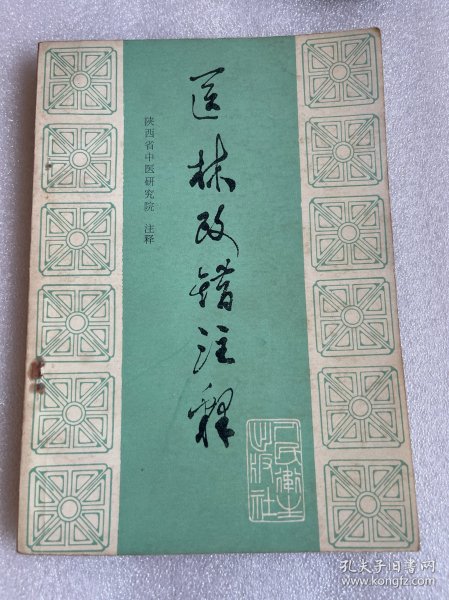 医林改错注释
陕西省中医研究院 注释
人民卫生出版社
孔夫子旧书网
www.kongfz.com